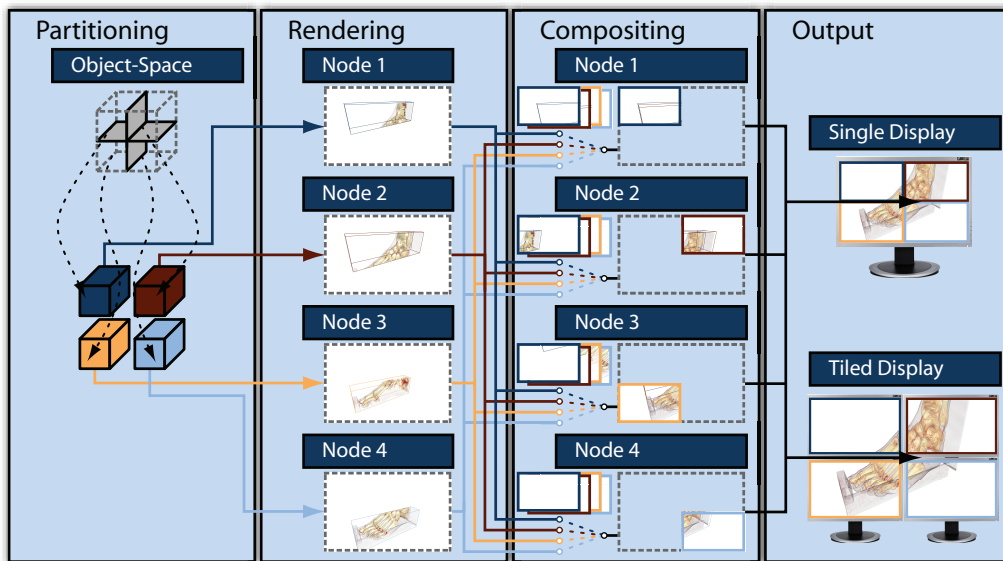 Partitioning
Rendering
Compositing
Output
Object-Space
Node 1
Node 1
Single Display
Node 2
Node 2
Node 3
Node 3
Tiled Display
Node 4
Node 4